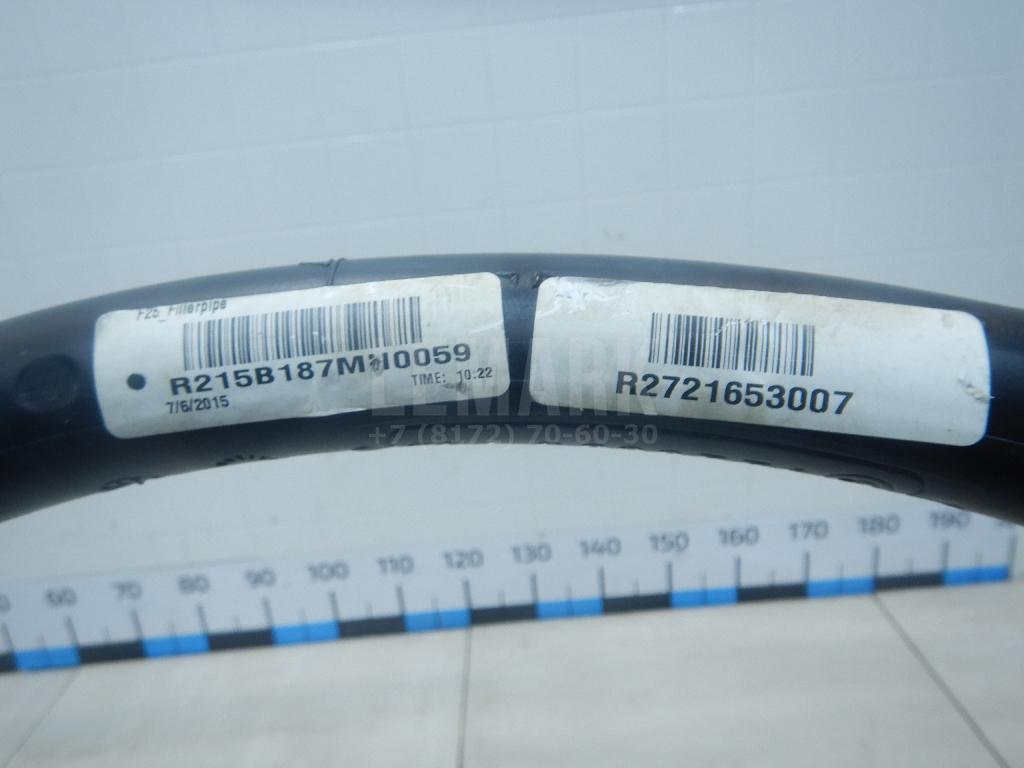 F25_Fillerpipe
R215B187MH0059
7/6/2015 TIME: 10:22
R2721653007
LEMARK
+7 (8172) 70-60-30
60 70 80 90 100 110 120 130 140 150 160 170 180 190